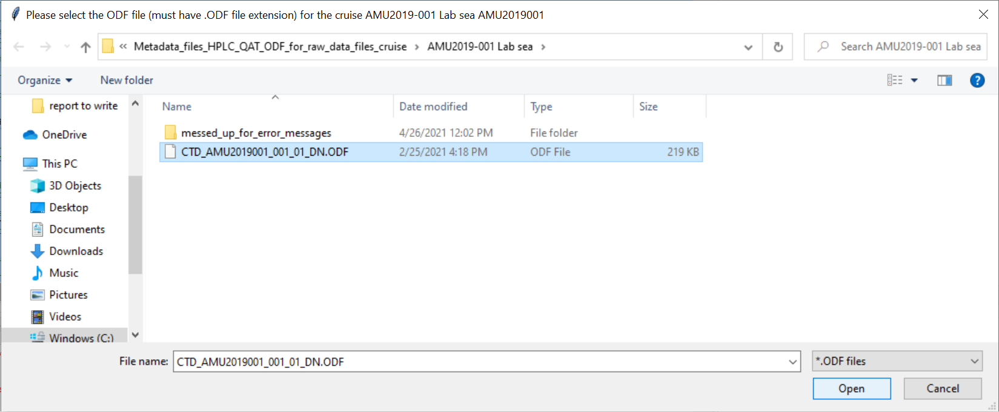 Please select the ODF file (must have .ODF file extension) for the cruise AMU2019-001 Lab sea AMU2019001
« Metadata_files_HPLC_QAT_ODF_for_raw_data_files_cruise › AMU2019-001 Lab sea ›
Search AMU2019-001 Lab sea
Organize New folder
?
report to write
OneDrive
This PC
3D Objects
Desktop
Documents
Downloads
Music
Pictures
Videos
Windows (C:)
Name Date modified Type Size
messed_up_for_error_messages 4/26/2021 12:02 PM File folder
CTD_AMU2019001_001_01_DN.ODF 2/25/2021 4:18 PM ODF File 219 KB
File name: CTD_AMU2019001_001_01_DN.ODF *.ODF files
Open Cancel